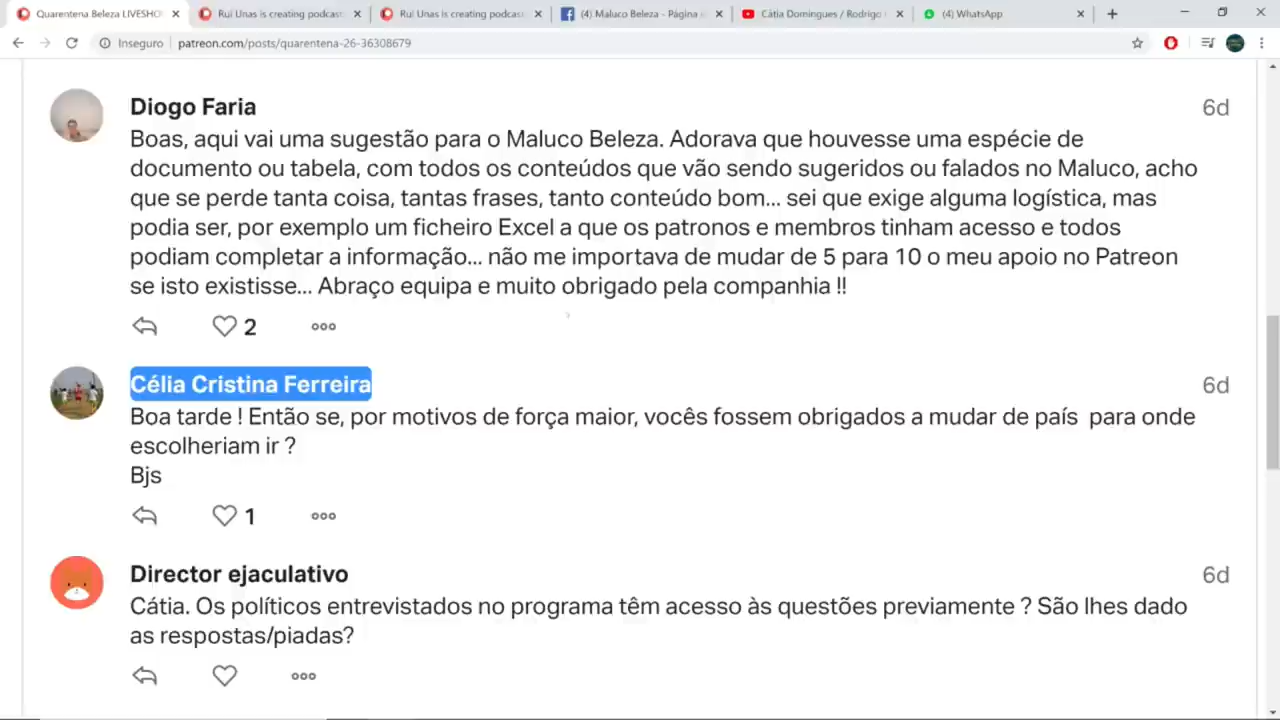 Quarentena Beleza LIVESHO
Rui Unas is creating podcast
Rui Unas is creating podcast
(4) Maluco Beleza - Página
Cátia Domingues / Rodrigo
(4) WhatsApp
Inseguro
patreon.com/posts/quarentena-26-36308679
Diogo Faria
6d
Boas, aqui vai uma sugestão para o Maluco Beleza. Adorava que houvesse uma espécie de
documento ou tabela, com todos os conteúdos que vão sendo sugeridos ou falados no Maluco, acho
que se perde tanta coisa, tantas frases, tanto conteúdo bom... sei que exige alguma logística, mas
podia ser, por exemplo um ficheiro Excel a que os patronos e membros tinham acesso e todos
podiam completar a informação... não me importava de mudar de 5 para 10 o meu apoio no Patreon
se isto existisse... Abraço equipa e muito obrigado pela companhia !!
2
Célia Cristina Ferreira
6d
Boa tarde ! Então se, por motivos de força maior, vocês fossem obrigados a mudar de país  para onde
escolheriam ir ?
Bjs
1
Director ejaculativo
6d
Cátia. Os políticos entrevistados no programa têm acesso às questões previamente ? São lhes dado
as respostas/piadas?